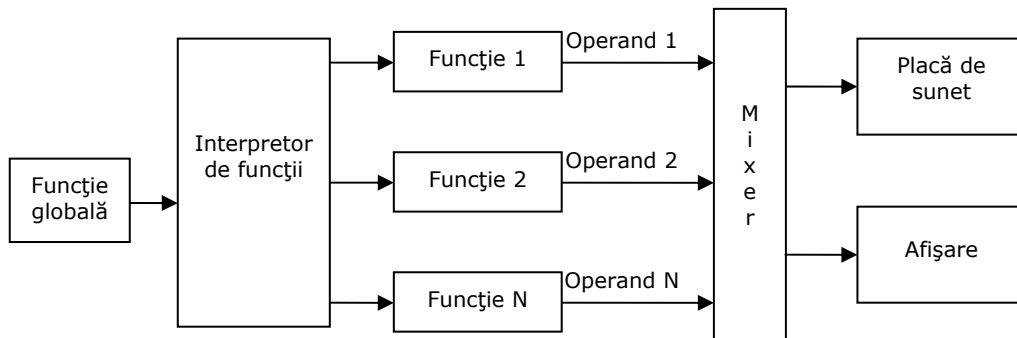 Funcţie
globală
Interpretor
de funcţii
Funcţie 1
Operand 1
Funcţie 2
Operand 2
Funcţie N
Operand N
M
i
x
e
r
Placă de
sunet
Afişare